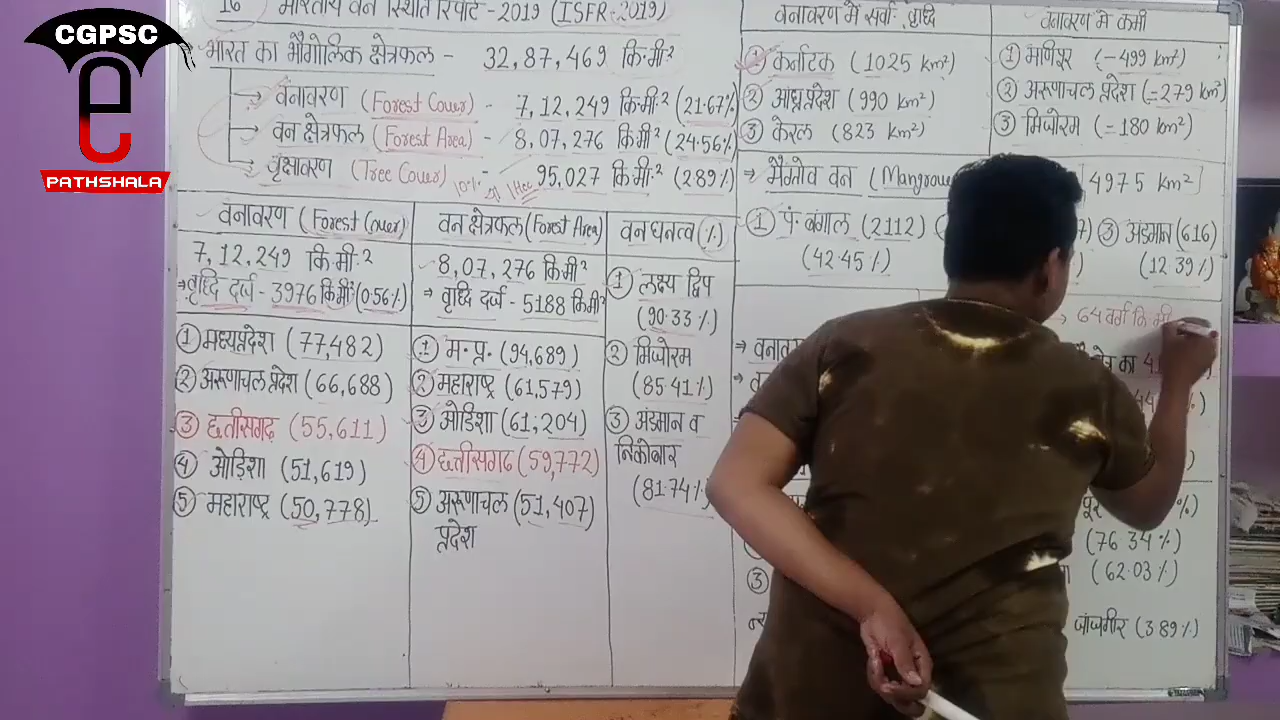 CGPSC
e
PATHSHALA
16 भारतीय वन स्थिति रिपोर्ट -2019 (ISFR-2019)
भारत का भौगोलिक क्षेत्रफल - 32,87,469 कि.मी.²
→ वनावरण (Forest Cover) - 7,12,249 कि.मी.² (21.67%)
→ वन क्षेत्रफल (Forest Area) - 8,07,276 कि.मी² (24.56%)
→ वृक्षावरण (Tree Cover) - 95,027 कि.मी.² (2.89%)
10% 1 Hec
वनावरण (Forest Cover)
7,12,249 कि.मी.²
→ वृध्दि दर्ज - 3976 कि.मी² (0.56%)
① मध्यप्रदेश (77,482)
② अरूणाचल प्रदेश (66,688)
③ छत्तीसगढ़ (55,611)
④ ओड़िशा (51,619)
⑤ महाराष्ट्र (50,778)
वन क्षेत्रफल (Forest Area)
8,07,276 कि.मी²
→ वृध्दि दर्ज - 5188 कि.मी²
① म.प्र. (94,689)
② महाराष्ट्र (61,579)
③ ओडिशा (61,204)
④ छत्तीसगढ (59,772)
⑤ अरूणाचल (51,407)
प्रदेश
वन घनत्व (%)
① लक्ष्य द्विप
(90.33%)
② मिजोरम
(85.41%)
③ अंडमान व
निकोबार
(81.74%)
वनावरण में सर्वा. वृध्दि
① कर्नाटक (1025 km²)
② आंध्रप्रदेश (990 km²)
③ केरल (823 km²)
वनावरण में कमी
① मणिपुर (-499 km²)
② अरूणाचल प्रदेश (-279 km²)
③ मिजोरम (-180 km²)
→ मैंग्रोव वन (Mangrove 4975 km²]
① पं. बंगाल (2112) 7) ③ अंडमान (616)
(42.45%) (12.39%)
64 वर्ग कि.मी.
का 41
44
(76.34%)
③ (62.03%)
जांजगीर (3.89%)